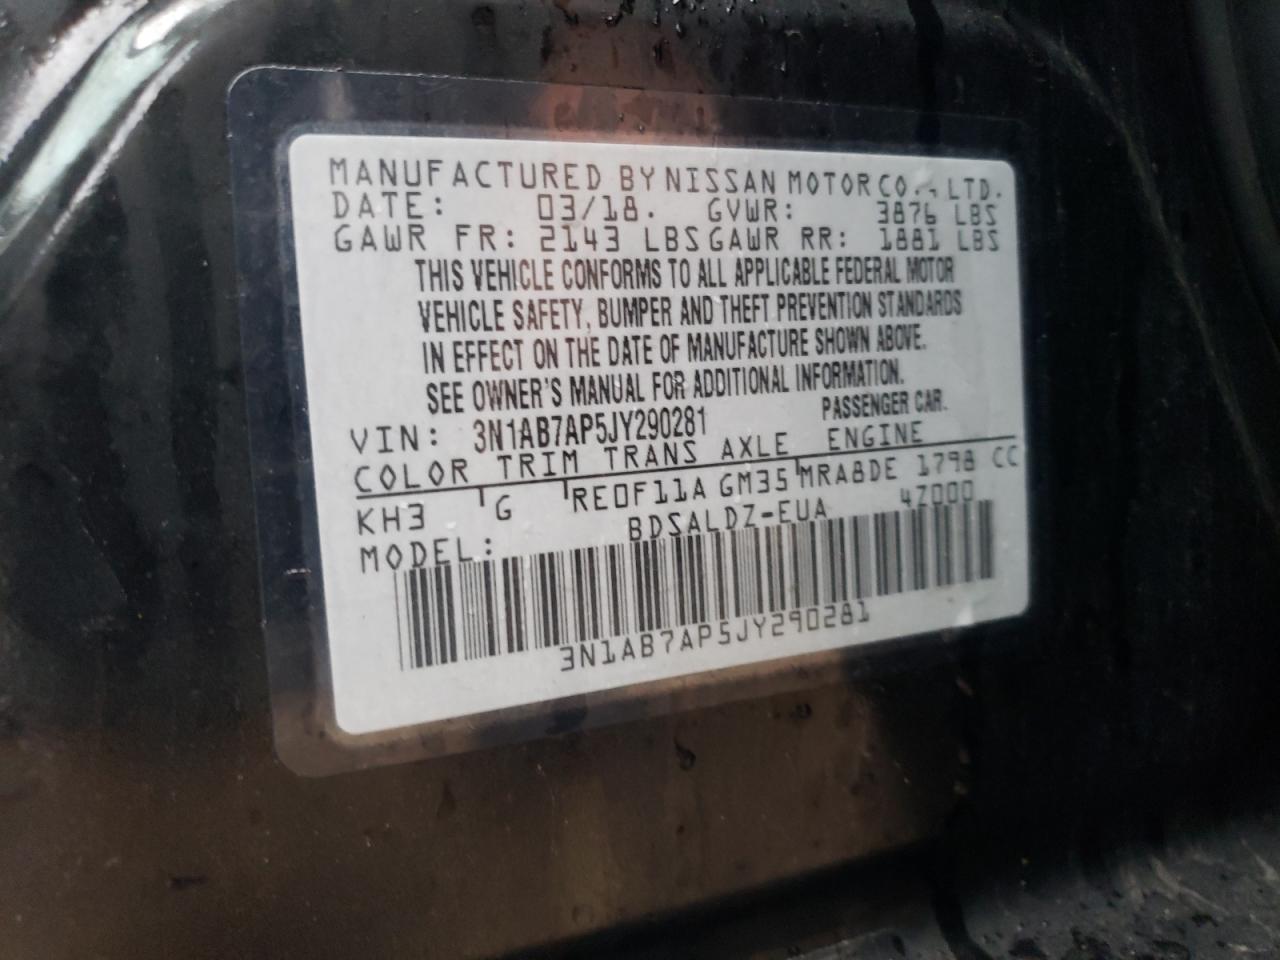 MANUFACTURED BY NISSAN MOTOR CO., LTD.
DATE: 03/18. GVWR: 3876 LBS
GAWR FR: 2143 LBS GAWR RR: 1881 LBS
THIS VEHICLE CONFORMS TO ALL APPLICABLE FEDERAL MOTOR
VEHICLE SAFETY, BUMPER AND THEFT PREVENTION STANDARDS
IN EFFECT ON THE DATE OF MANUFACTURE SHOWN ABOVE.
SEE OWNER'S MANUAL FOR ADDITIONAL INFORMATION.
VIN: 3N1AB7AP5JY290281 PASSENGER CAR.
COLOR TRIM TRANS AXLE ENGINE
KH3 G RE0F11A GM35 MRA8DE 1798 CC
MODEL: BDSALDZ-EUA 4Z000
3N1AB7AP5JY290281